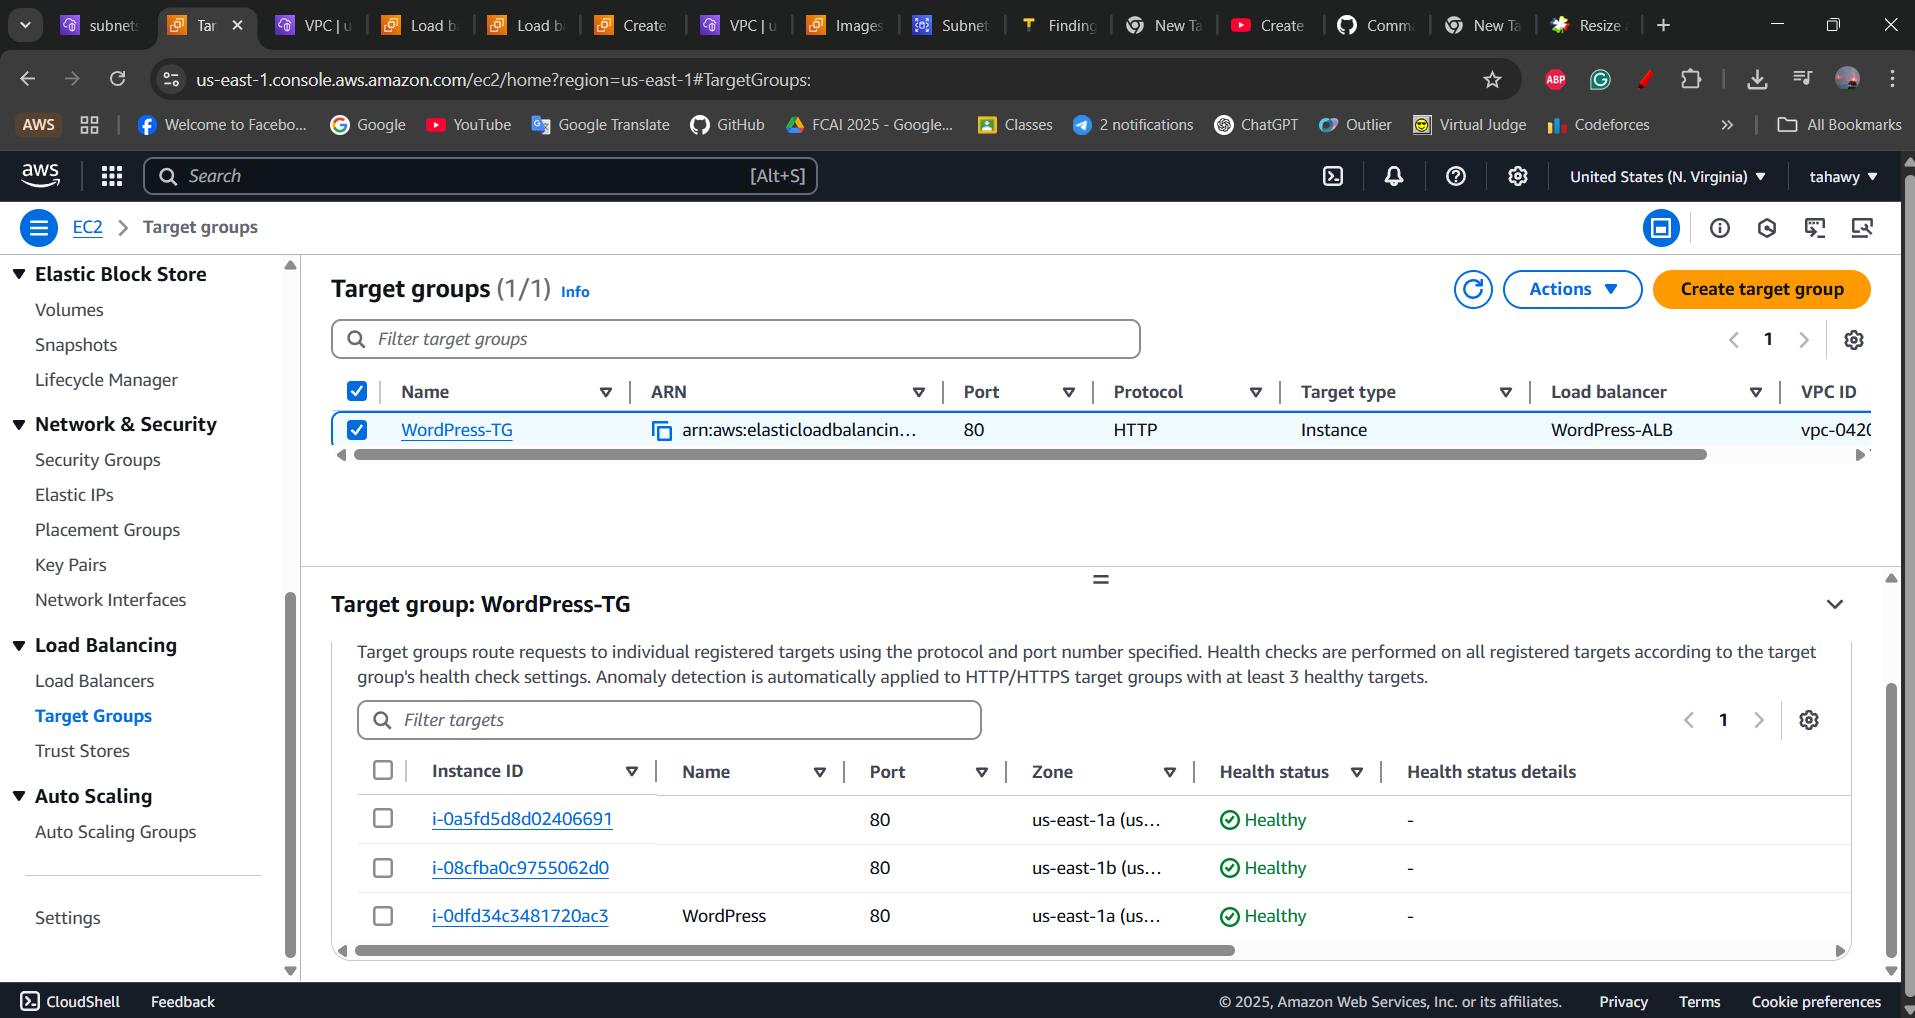 subnets
Tar
VPC | u
Load b
Load b
Create
VPC | u
Images
Subnet
Finding
New Ta
Create
Comma
New Ta
Resize
us-east-1.console.aws.amazon.com/ec2/home?region=us-east-1#TargetGroups:
ABP
AWS
Welcome to Facebo...
Google
YouTube
Google Translate
GitHub
FCAI 2025 - Google...
Classes
2 notifications
ChatGPT
Outlier
Virtual Judge
Codeforces
All Bookmarks
aws
Search
[Alt+S]
United States (N. Virginia)
tahawy
EC2
Target groups
Elastic Block Store
Volumes
Snapshots
Lifecycle Manager
Network & Security
Security Groups
Elastic IPs
Placement Groups
Key Pairs
Network Interfaces
Load Balancing
Load Balancers
Target Groups
Trust Stores
Auto Scaling
Auto Scaling Groups
Settings
Target groups (1/1) Info
Actions
Create target group
Filter target groups
1
Name ARN Port Protocol Target type Load balancer VPC ID
WordPress-TG arn:aws:elasticloadbalancin... 80 HTTP Instance WordPress-ALB vpc-0420
Target group: WordPress-TG
Target groups route requests to individual registered targets using the protocol and port number specified. Health checks are performed on all registered targets according to the target
group's health check settings. Anomaly detection is automatically applied to HTTP/HTTPS target groups with at least 3 healthy targets.
Filter targets
1
Instance ID Name Port Zone Health status Health status details
i-0a5fd5d8d02406691 80 us-east-1a (us... Healthy -
i-08cfba0c9755062d0 80 us-east-1b (us... Healthy -
i-0dfd34c3481720ac3 WordPress 80 us-east-1a (us... Healthy -
CloudShell
Feedback
© 2025, Amazon Web Services, Inc. or its affiliates.
Privacy
Terms
Cookie preferences